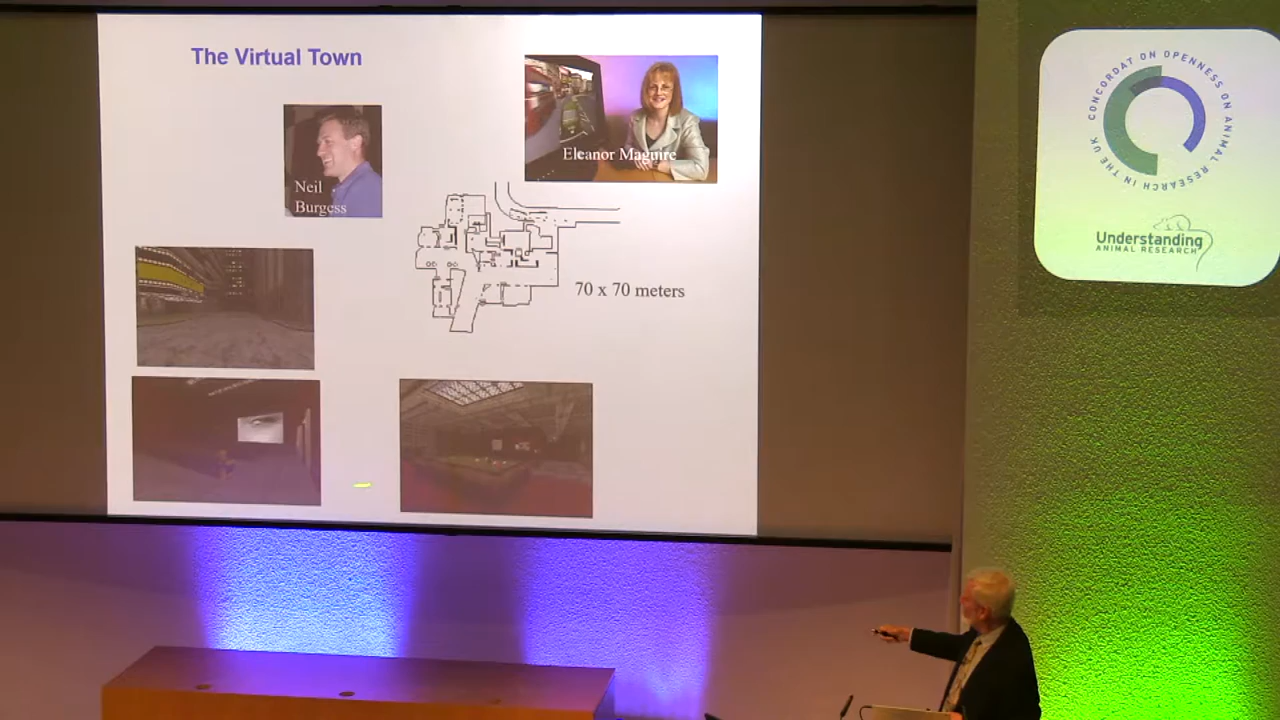 The Virtual Town
Neil
Burgess
Eleanor Maguire
70 x 70 meters
CONCORDAT ON OPENNESS ON ANIMAL RESEARCH IN THE UK
Understanding
ANIMAL RESEARCH